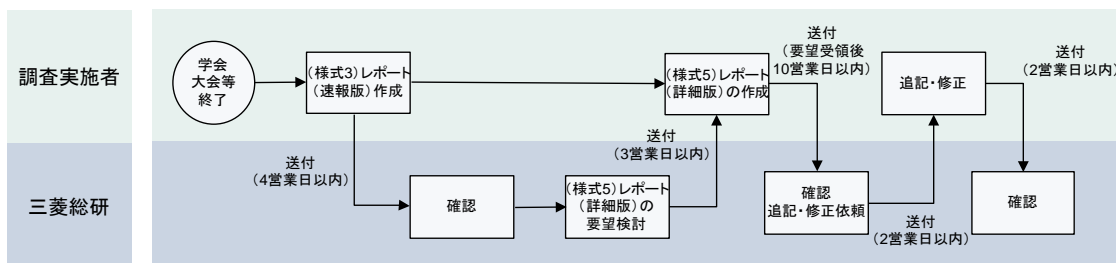 調査実施者
学会
大会等
終了
(様式3)レポート
(速報版)作成
(様式5)レポート
(詳細版)の作成
送付
(要望受領後
10営業日以内)
追記・修正
送付
(2営業日以内)
三菱総研
送付
(4営業日以内)
確認
(様式5)レポート
(詳細版)の
要望検討
送付
(3営業日以内)
確認
追記・修正依頼
送付
(2営業日以内)
確認